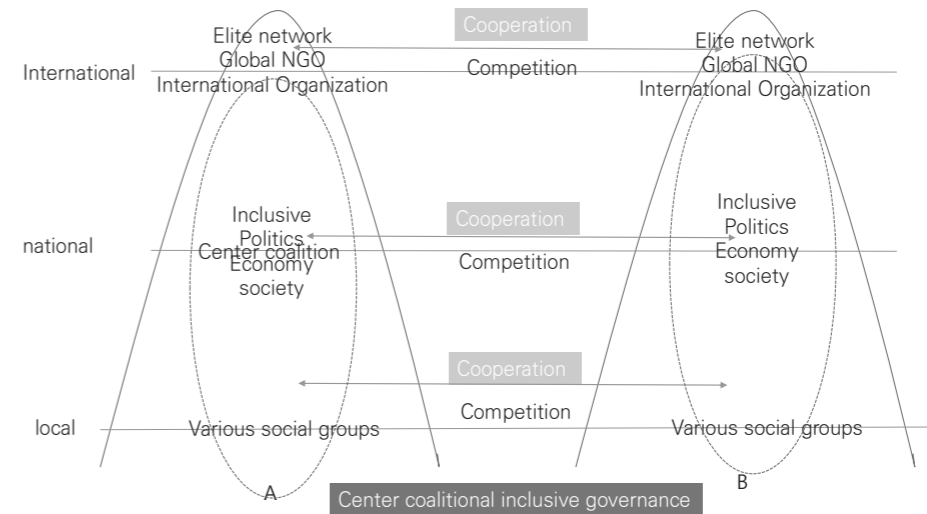 Cooperation
Elite network
Global NGO
International Organization
Elite network
Global NGO
International Organization
International
Competition
Cooperation
Inclusive
Politics
Center coalition
Economy
society
Inclusive
Politics
Economy
society
national
Competition
Cooperation
Competition
local
Various social groups
Various social groups
A
B
Center coalitional inclusive governance